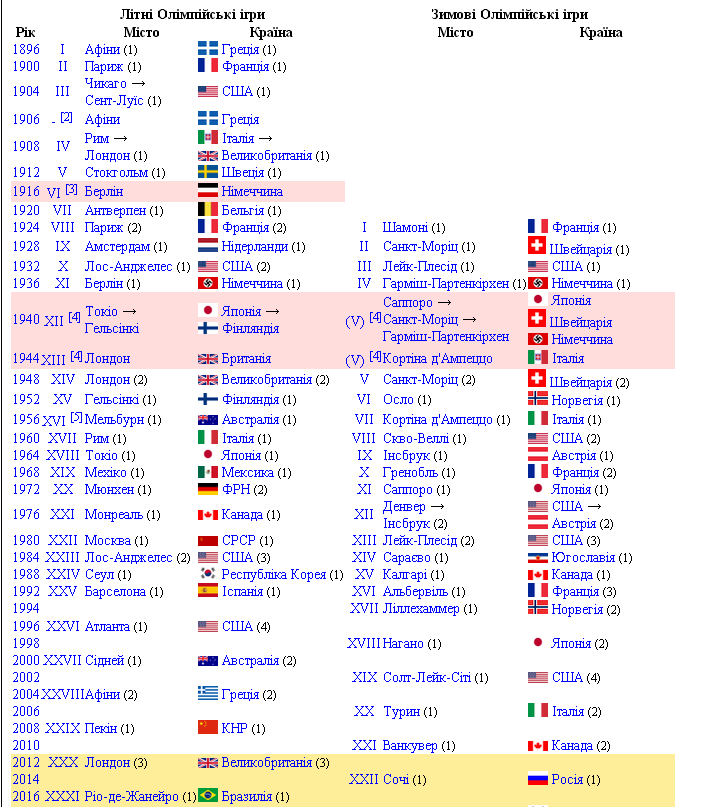 Літні Олімпійські ігри Зимові Олімпійські ігри
Рік Місто Країна Місто Країна
1896 I Афіни (1) Греція (1)
1900 II Париж (1) Франція (1)
1904 III Чикаго → США (1)
Сент-Луїс (1)
1906 - [2] Афіни Греція
1908 IV Рим → Італія →
Лондон (1) Великобританія (1)
1912 V Стокгольм (1) Швеція (1)
1916 VI [3] Берлін Німеччина
1920 VII Антверпен (1) Бельгія (1)
1924 VIII Париж (2) Франція (2) I Шамоні (1) Франція (1)
1928 IX Амстердам (1) Нідерланди (1) II Санкт-Моріц (1) Швейцарія (1)
1932 X Лос-Анджелес (1) США (2) III Лейк-Плесід (1) США (1)
1936 XI Берлін (1) Німеччина (1) IV Гарміш-Партенкірхен (1) Німеччина (1)
Саппоро → Японія
1940 XII [4] Токіо → Японія → (V) [4] Санкт-Моріц → Швейцарія
Гельсінкі Фінляндія Гарміш-Партенкірхен Німеччина
1944 XIII [4] Лондон Британія (V) [4] Кортіна д'Ампеццо Італія
1948 XIV Лондон (2) Великобританія (2) V Санкт-Моріц (2) Швейцарія (2)
1952 XV Гельсінкі (1) Фінляндія (1) VI Осло (1) Норвегія (1)
1956 XVI [5] Мельбурн (1) Австралія (1) VII Кортіна д'Ампеццо (1) Італія (1)
1960 XVII Рим (1) Італія (1) VIII Скво-Веллі (1) США (2)
1964 XVIII Токіо (1) Японія (1) IX Інсбрук (1) Австрія (1)
1968 XIX Мехіко (1) Мексика (1) X Гренобль (1) Франція (2)
1972 XX Мюнхен (1) ФРН (2) XI Саппоро (1) Японія (1)
1976 XXI Монреаль (1) Канада (1) XII Денвер → США →
Інсбрук (2) Австрія (2)
1980 XXII Москва (1) СРСР (1) XIII Лейк-Плесід (2) США (3)
1984 XXIII Лос-Анджелес (2) США (3) XIV Сараєво (1) Югославія (1)
1988 XXIV Сеул (1) Республіка Корея (1) XV Калгарі (1) Канада (1)
1992 XXV Барселона (1) Іспанія (1) XVI Альбервіль (1) Франція (3)
1994 XVII Ліллехаммер (1) Норвегія (2)
1996 XXVI Атланта (1) США (4)
1998 XVIII Нагано (1) Японія (2)
2000 XXVII Сідней (1) Австралія (2)
2002 XIX Солт-Лейк-Сіті (1) США (4)
2004 XXVIII Афіни (2) Греція (2)
2006 XX Турин (1) Італія (2)
2008 XXIX Пекін (1) КНР (1)
2010 XXI Ванкувер (1) Канада (2)
2012 XXX Лондон (3) Великобританія (3)
2014 XXII Сочі (1) Росія (1)
2016 XXXI Ріо-де-Жанейро (1) Бразилія (1)